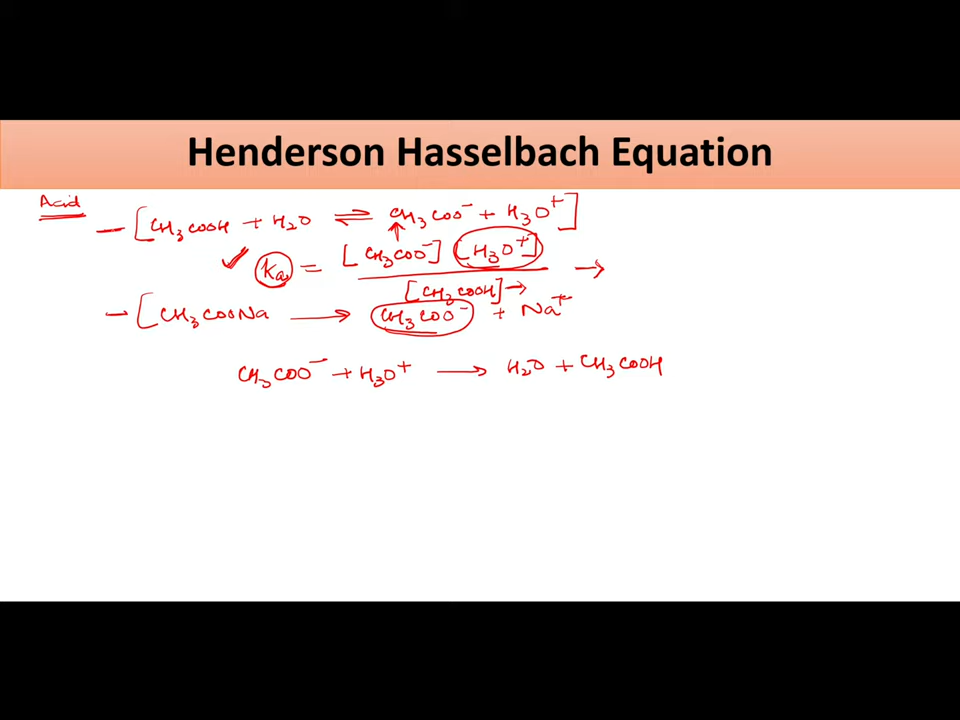 Henderson Hasselbach Equation
Acid
- [CH₃COOH + H₂O ⇌ CH₃COO⁻ + H₃O⁺]
✓ Ka = [CH₃COO⁻] [H₃O⁺] →
[CH₃COOH] →
- [CH₃COONa ⟶ CH₃COO⁻ + Na⁺
CH₃COO⁻ + H₃O⁺ ⟶ H₂O + CH₃COOH